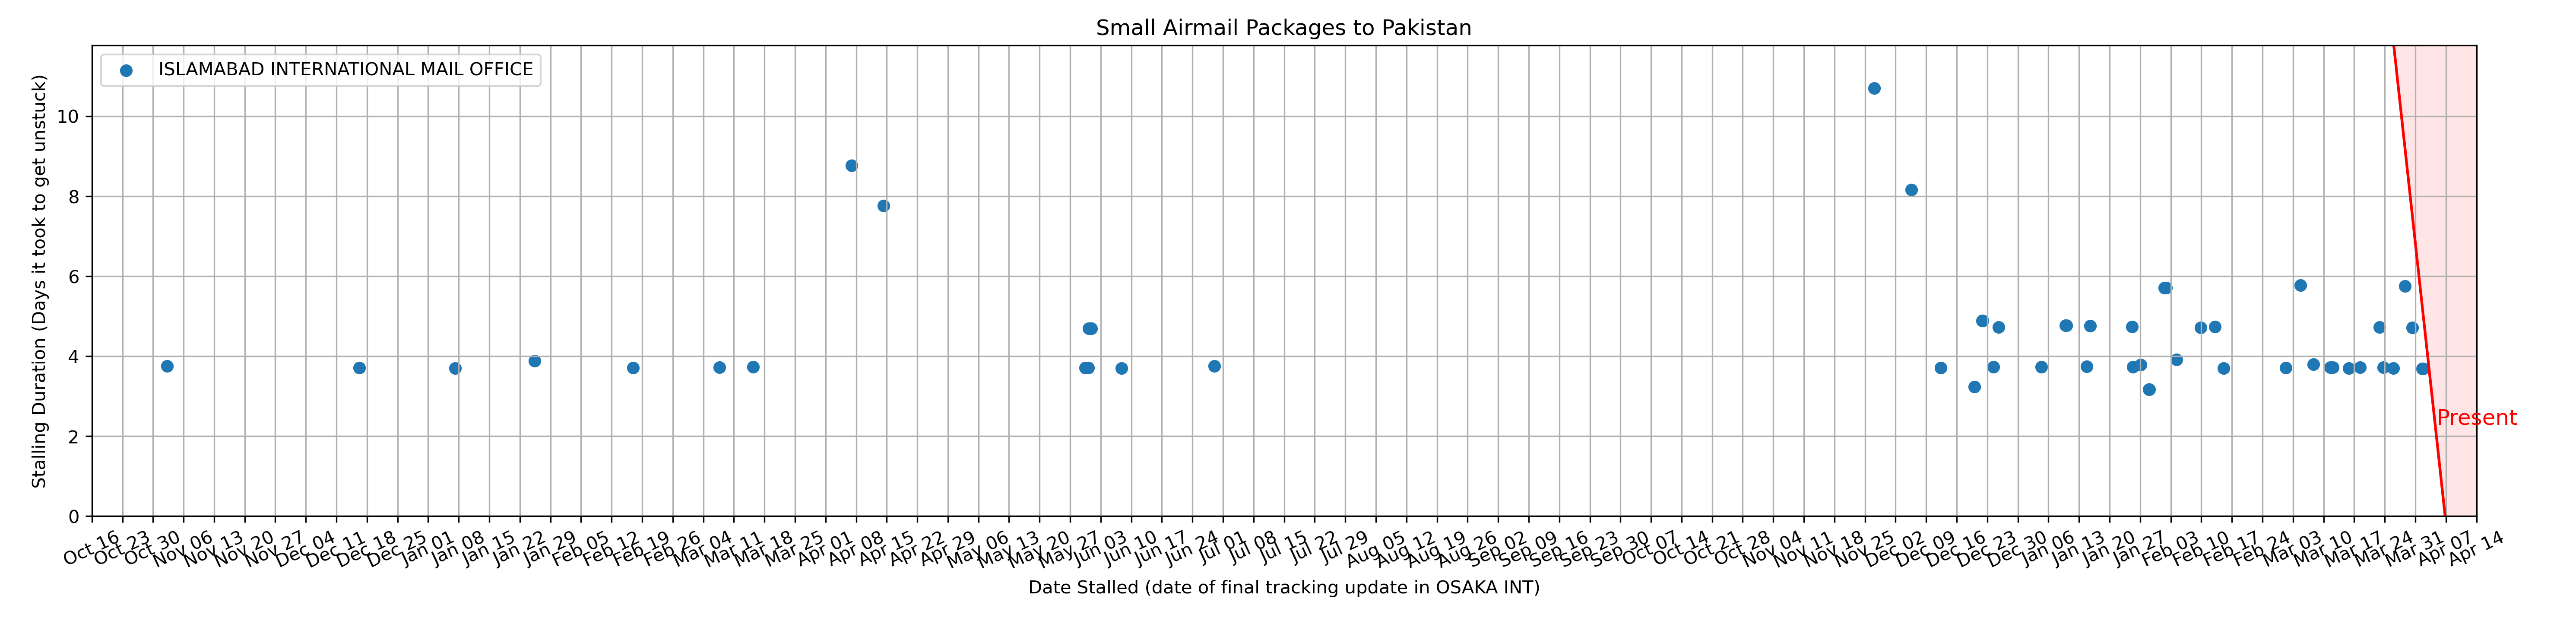 Small Airmail Packages to Pakistan
ISLAMABAD INTERNATIONAL MAIL OFFICE
Stalling Duration (Days it took to get unstuck)
10
8
6
4
2
0
Present
Oct 16
Oct 23
Oct 30
Nov 06
Nov 13
Nov 20
Nov 27
Dec 04
Dec 11
Dec 18
Dec 25
Jan 01
Jan 08
Jan 15
Jan 22
Jan 29
Feb 05
Feb 12
Feb 19
Feb 26
Mar 04
Mar 11
Mar 18
Mar 25
Apr 01
Apr 08
Apr 15
Apr 22
Apr 29
May 06
May 13
May 20
May 27
Jun 03
Jun 10
Jun 17
Jun 24
Jul 01
Jul 08
Jul 15
Jul 22
Jul 29
Aug 05
Aug 12
Aug 19
Aug 26
Sep 02
Sep 09
Sep 16
Sep 23
Sep 30
Oct 07
Oct 14
Oct 21
Oct 28
Nov 04
Nov 11
Nov 18
Nov 25
Dec 02
Dec 09
Dec 16
Dec 23
Dec 30
Jan 06
Jan 13
Jan 20
Jan 27
Feb 03
Feb 10
Feb 17
Feb 24
Mar 03
Mar 10
Mar 17
Mar 24
Mar 31
Apr 07
Apr 14
Date Stalled (date of final tracking update in OSAKA INT)